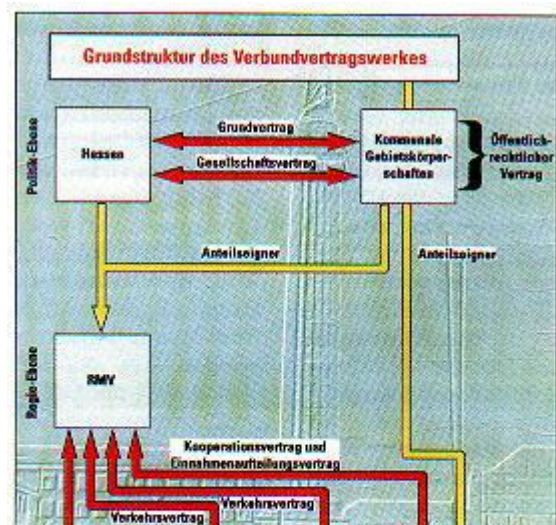 Grundstruktur des Verbundvertragswerkes
Politik-Ebene
Hessen
Grundvertrag
Gesellschaftsvertrag
Kommunale
Gebietskörper-
schaften
Öffentlich-
rechtlicher
Vertrag
Anteilseigner
Anteilseigner
Regie-Ebene
RMV
Kooperationsvertrag und
Einnahmenaufteilungsvertrag
Verkehrsvertrag
Verkehrsvertrag